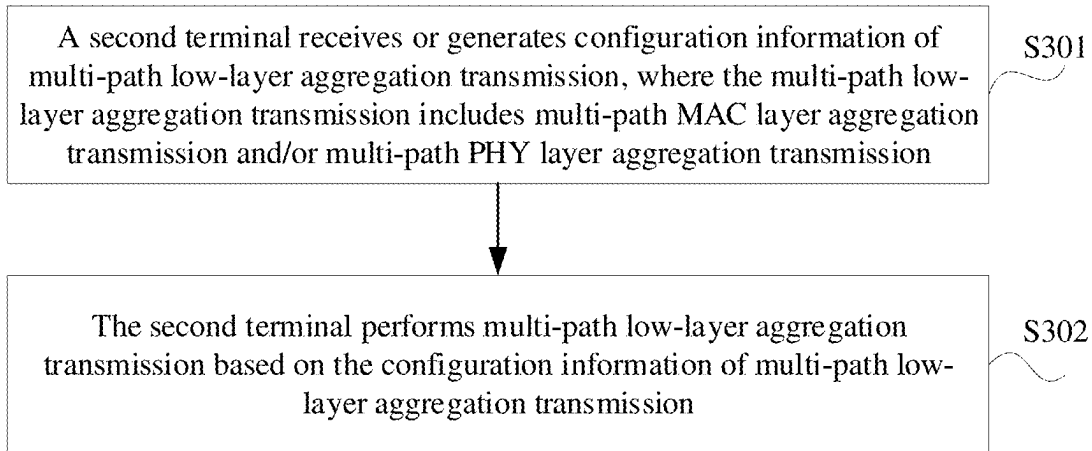 A second terminal receives or generates configuration information of
multi-path low-layer aggregation transmission, where the multi-path low-
layer aggregation transmission includes multi-path MAC layer aggregation
transmission and/or multi-path PHY layer aggregation transmission
S301
The second terminal performs multi-path low-layer aggregation
transmission based on the configuration information of multi-path low-
layer aggregation transmission
S302